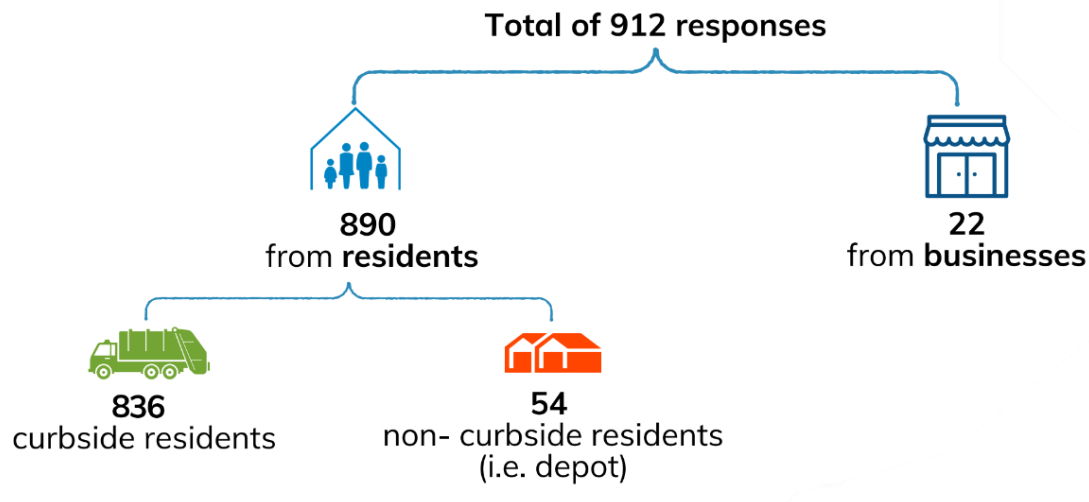 Total of 912 responses
890
from residents
22
from businesses
836
curbside residents
54
non- curbside residents
(i.e. depot)